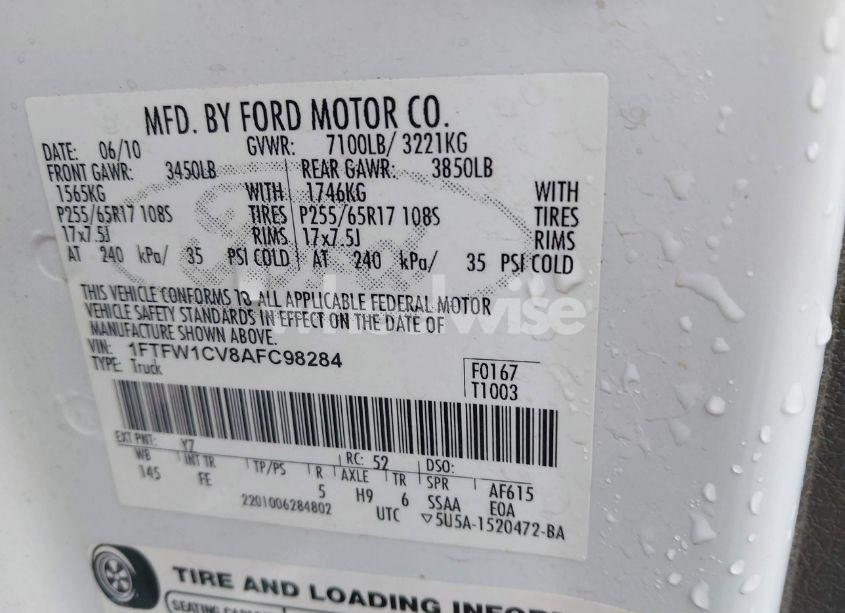 MFD. BY FORD MOTOR CO.
DATE: 06/10 GVWR: 7100LB/ 3221KG
FRONT GAWR: 3450LB REAR GAWR: 3850LB
1565KG WITH 1746KG WITH
P255/65R17 108S TIRES P255/65R17 108S TIRES
17x7.5J RIMS 17x7.5J RIMS
AT 240 kPa/ 35 PSI COLD AT 240 kPa/ 35 PSI COLD
THIS VEHICLE CONFORMS TO ALL APPLICABLE FEDERAL MOTOR
VEHICLE SAFETY STANDARDS IN EFFECT ON THE DATE OF
MANUFACTURE SHOWN ABOVE.
VIN: 1FTFW1CV8AFC98284
TYPE: Truck
F0167
T1003
EXT PNT: YZ RC: 52 DSO:
WB INT TR TP/PS R AXLE TR SPR AF615
145 FE 5 H9 6 SSAA E0A
2201006284802 UTC ▽5U5A-1520472-BA
TIRE AND LOADING